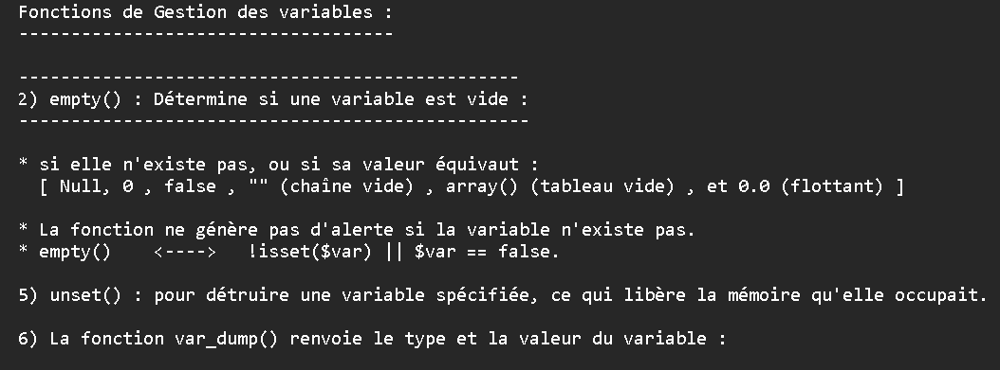 Fonctions de Gestion des variables :
------------------------------------
------------------------------------------------
2) empty() : Détermine si une variable est vide :
-------------------------------------------------
* si elle n'existe pas, ou si sa valeur équivaut :
[ Null, 0 , false , "" (chaîne vide) , array() (tableau vide) , et 0.0 (flottant) ]
* La fonction ne génère pas d'alerte si la variable n'existe pas.
* empty()    <---->   !isset($var) || $var == false.
5) unset() : pour détruire une variable spécifiée, ce qui libère la mémoire qu'elle occupait.
6) La fonction var_dump() renvoie le type et la valeur du variable :